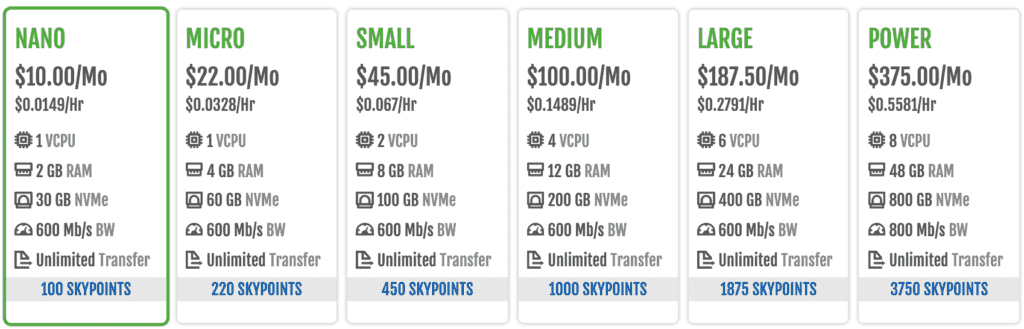 NANO
$10.00/Mo
$0.0149/Hr
1 VCPU
2 GB RAM
30 GB NVMe
600 Mb/s BW
Unlimited Transfer
100 SKYPOINTS
MICRO
$22.00/Mo
$0.0328/Hr
1 VCPU
4 GB RAM
60 GB NVMe
600 Mb/s BW
Unlimited Transfer
220 SKYPOINTS
SMALL
$45.00/Mo
$0.067/Hr
2 VCPU
8 GB RAM
100 GB NVMe
600 Mb/s BW
Unlimited Transfer
450 SKYPOINTS
MEDIUM
$100.00/Mo
$0.1489/Hr
4 VCPU
12 GB RAM
200 GB NVMe
600 Mb/s BW
Unlimited Transfer
1000 SKYPOINTS
LARGE
$187.50/Mo
$0.2791/Hr
6 VCPU
24 GB RAM
400 GB NVMe
600 Mb/s BW
Unlimited Transfer
1875 SKYPOINTS
POWER
$375.00/Mo
$0.5581/Hr
8 VCPU
48 GB RAM
800 GB NVMe
800 Mb/s BW
Unlimited Transfer
3750 SKYPOINTS